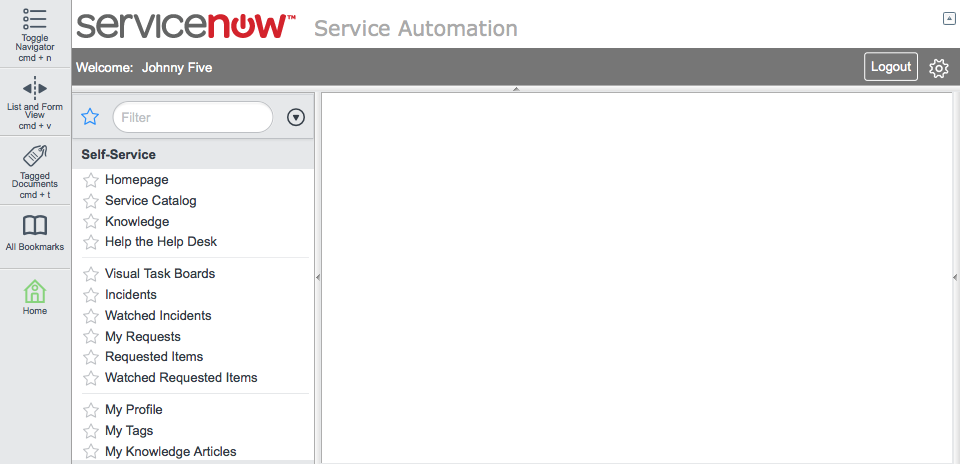 servicenow™ Service Automation
Welcome: Johnny Five
Logout
Toggle
Navigator
cmd + n
List and Form
View
cmd + v
Tagged
Documents
cmd + t
All Bookmarks
Home
Filter
Self-Service
Homepage
Service Catalog
Knowledge
Help the Help Desk
Visual Task Boards
Incidents
Watched Incidents
My Requests
Requested Items
Watched Requested Items
My Profile
My Tags
My Knowledge Articles